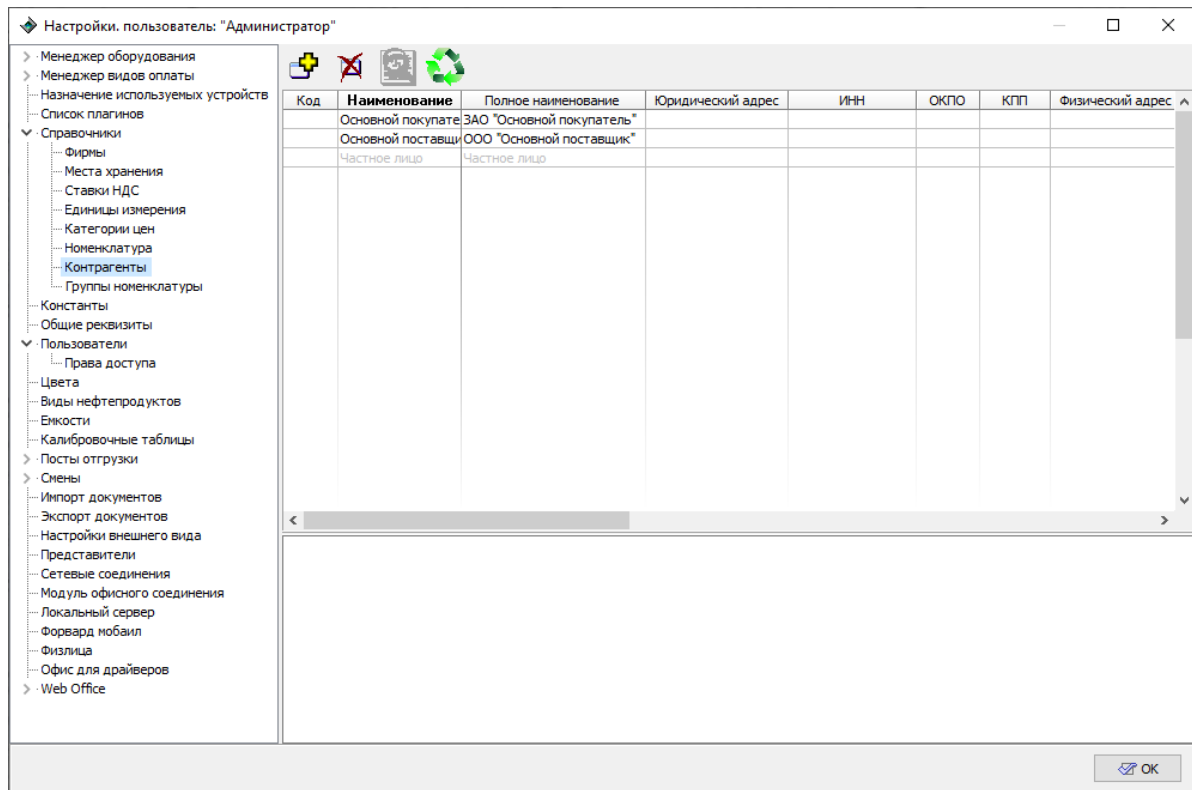 Настройки. пользователь: "Администратор"
Менеджер оборудования
Менеджер видов оплаты
Назначение используемых устройств
Список плагинов
Справочники
Фирмы
Места хранения
Ставки НДС
Единицы измерения
Категории цен
Номенклатура
Контрагенты
Группы номенклатуры
Константы
Общие реквизиты
Пользователи
Права доступа
Цвета
Виды нефтепродуктов
Емкости
Калибровочные таблицы
Посты отгрузки
Смены
Импорт документов
Экспорт документов
Настройки внешнего вида
Представители
Сетевые соединения
Модуль офисного соединения
Локальный сервер
Форвард мобаил
Физлица
Офис для драйверов
Web Office
Код Наименование Полное наименование Юридический адрес ИНН ОКПО КПП Физический адрес
Основной покупате ЗАО "Основной покупатель"
Основной поставщи ООО "Основной поставщик"
Частное лицо Частное лицо
OK